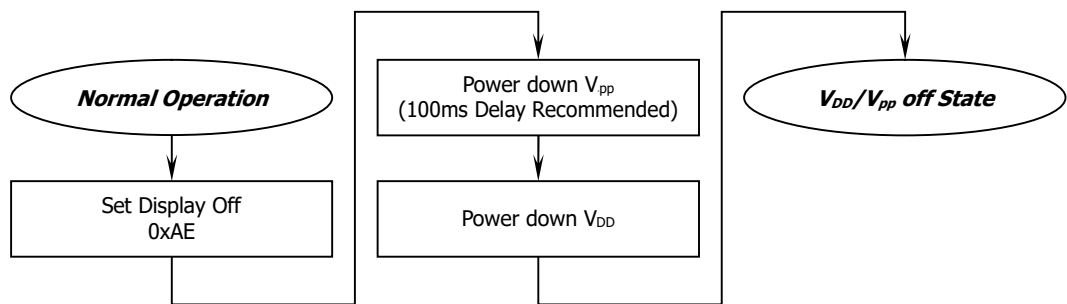 Normal Operation
Set Display Off
0xAE
Power down Vpp
(100ms Delay Recommended)
Power down VDD
VDD/Vpp off State